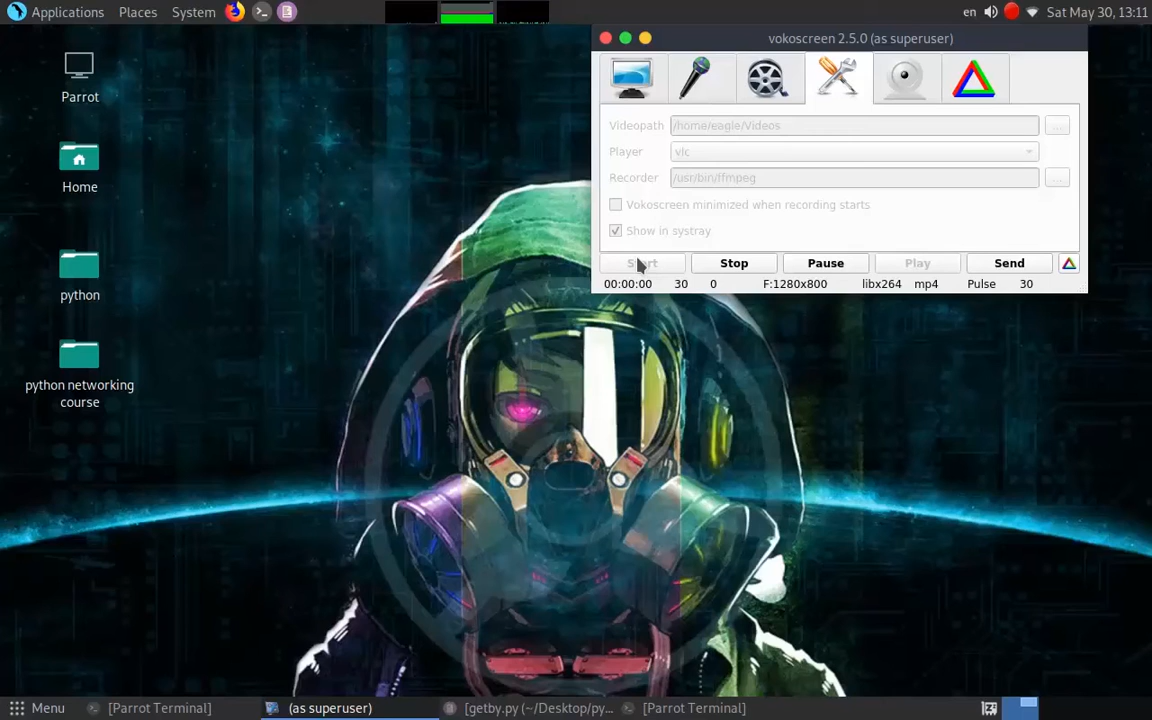 Applications Places System en Sat May 30, 13:11
vokoscreen 2.5.0 (as superuser)
Parrot
Home
python
python networking
course
Videopath /home/eagle/Videos ...
Player vlc
Recorder /usr/bin/ffmpeg ...
Vokoscreen minimized when recording starts
Show in systray
Start Stop Pause Play Send
00:00:00 30 0 F:1280x800 libx264 mp4 Pulse 30
Menu [Parrot Terminal] (as superuser) [getby.py (~/Desktop/py... [Parrot Terminal]